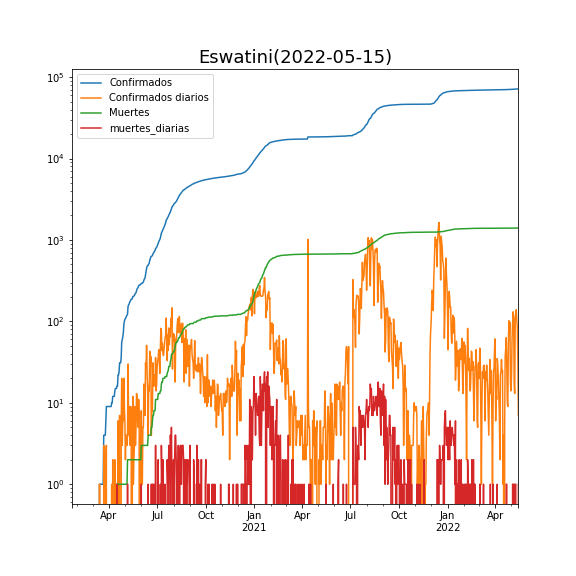 Eswatini(2022-05-15)
Confirmados
Confirmados diarios
Muertes
muertes_diarias
10^5
10^4
10^3
10^2
10^1
10^0
Apr Jul Oct Jan Apr Jul Oct Jan Apr
2021 2022